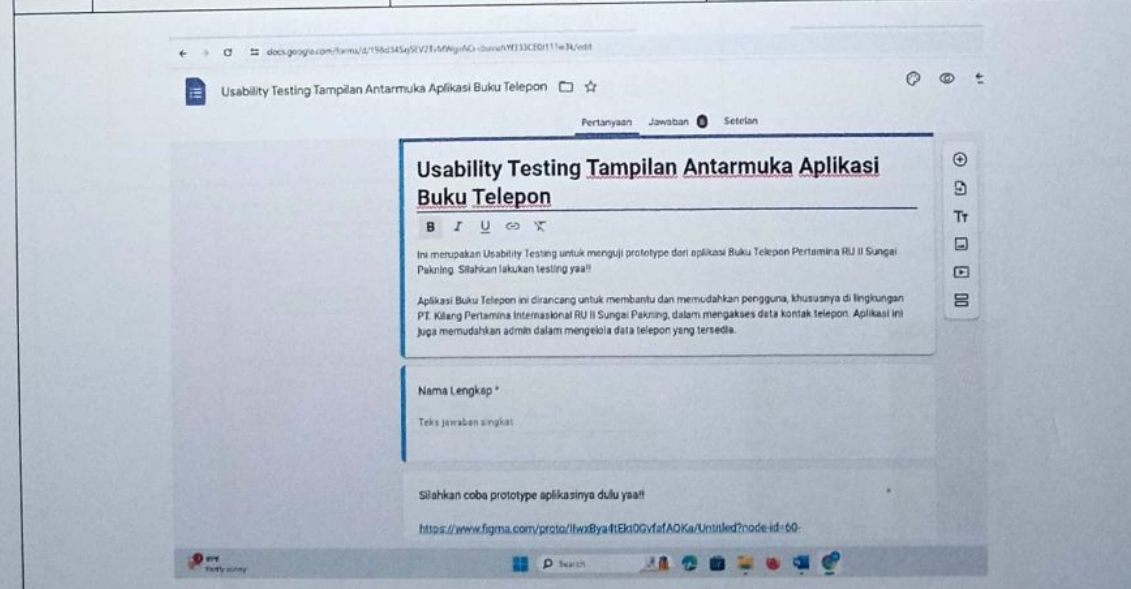 Usability Testing Tampilan Antarmuka Aplikasi Buku Telepon
Pertanyaan Jawaban Setelan
Usability Testing Tampilan Antarmuka Aplikasi
Buku Telepon
B I U
Ini merupakan Usability Testing untuk menguji prototype dari aplikasi Buku Telepon Pertamina RU II Sungai
Pakning. Silahkan lakukan testing yaa!!
Aplikasi Buku Telepon ini dirancang untuk membantu dan memudahkan pengguna, khususnya di lingkungan
PT. Kilang Pertamina Internasional RU II Sungai Pakning, dalam mengakses data kontak telepon. Aplikasi ini
juga memudahkan admin dalam mengelola data telepon yang tersedia.
Nama Lengkap *
Teks jawaban singkat
Silahkan coba prototype aplikasinya dulu yaa!!
Search